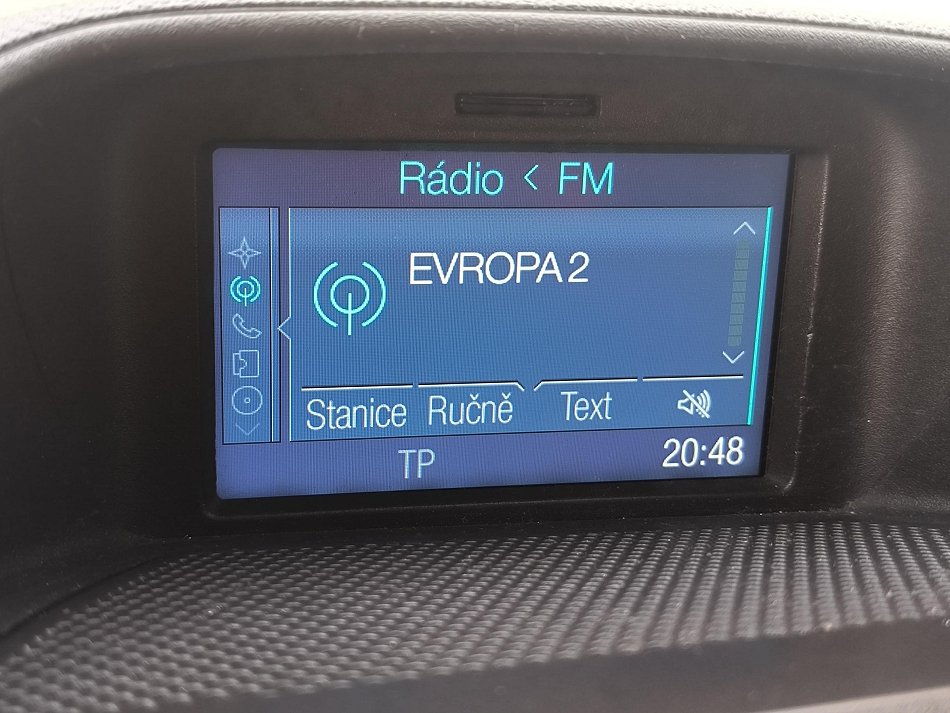 Rádio < FM
EVROPA 2
Stanice Ručně Text
TP 20:48